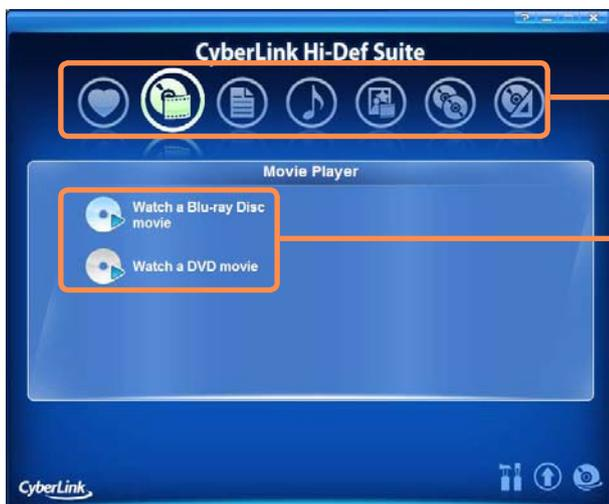 CyberLink Hi-Def Suite
Movie Player
Watch a Blu-ray Disc
movie
Watch a DVD movie
CyberLink